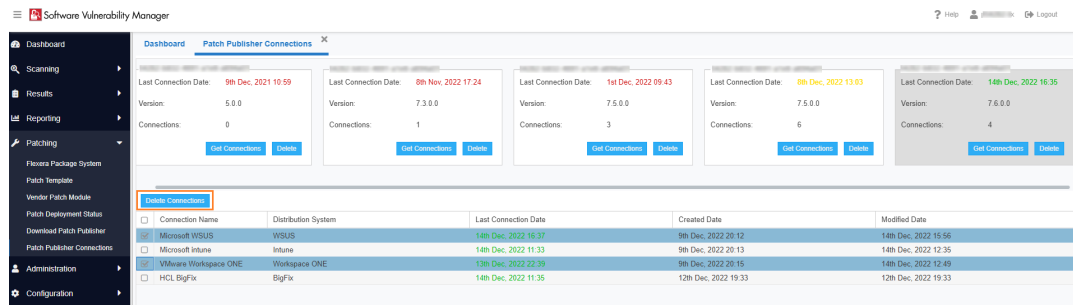 Software Vulnerability Manager
Help
Logout
Dashboard
Scanning
Results
Reporting
Patching
Flexera Package System
Patch Template
Vendor Patch Module
Patch Deployment Status
Download Patch Publisher
Patch Publisher Connections
Administration
Configuration
Dashboard Patch Publisher Connections
Last Connection Date: 9th Dec, 2021 10:59
Version: 5.0.0
Connections: 0
Get Connections Delete
Last Connection Date: 8th Nov, 2022 17:24
Version: 7.3.0.0
Connections: 1
Get Connections Delete
Last Connection Date: 1st Dec, 2022 09:43
Version: 7.5.0.0
Connections: 3
Get Connections Delete
Last Connection Date: 8th Dec, 2022 13:03
Version: 7.5.0.0
Connections: 6
Get Connections Delete
Last Connection Date: 14th Dec, 2022 16:35
Version: 7.6.0.0
Connections: 4
Get Connections Delete
Delete Connections
Connection Name Distribution System Last Connection Date Created Date Modified Date
Microsoft WSUS WSUS 14th Dec, 2022 16:37 9th Dec, 2022 20:12 14th Dec, 2022 15:56
Microsoft intune Intune 14th Dec, 2022 11:33 9th Dec, 2022 20:13 14th Dec, 2022 12:35
VMware Workspace ONE Workspace ONE 13th Dec, 2022 22:39 9th Dec, 2022 20:15 14th Dec, 2022 12:49
HCL BigFix BigFix 14th Dec, 2022 11:35 12th Dec, 2022 19:33 12th Dec, 2022 19:33